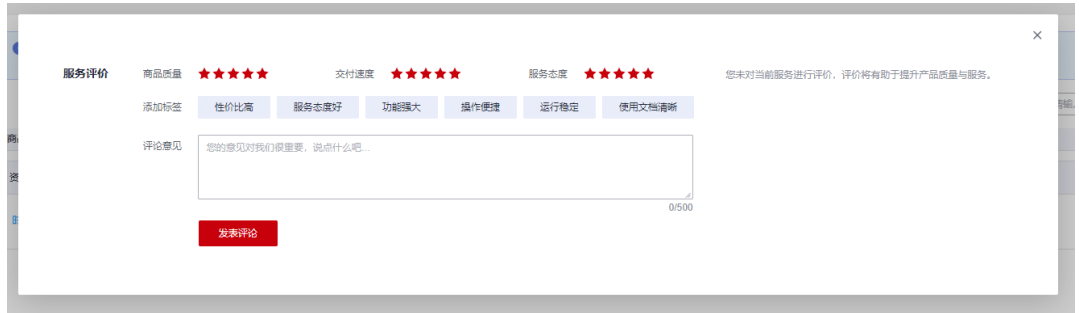 服务评价 商品质量 交付速度 服务态度 您未对当前服务进行评价，评价将有助于提升产品质量与服务。
添加标签 性价比高 服务态度好 功能强大 操作便捷 运行稳定 使用文档清晰
评论意见 您的意见对我们很重要，说点什么吧...
0/500
发表评论
商
资